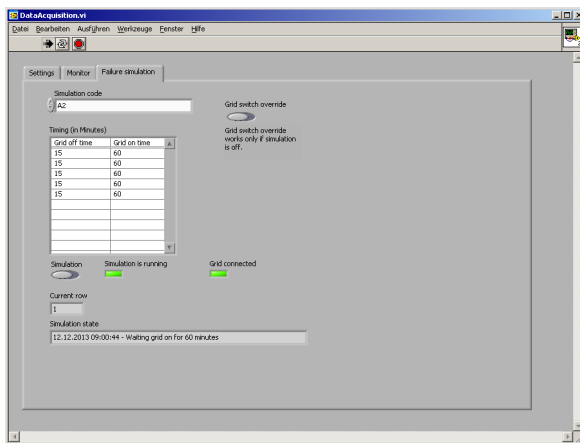 DataAcquisition.vi
Datei Bearbeiten Ausführen Werkzeuge Fenster Hilfe
Settings Monitor Failure simulation
Simulation code
A2
Grid switch override
Grid switch override
works only if simulation
is off.
Timing (in Minutes)
Grid off time Grid on time
15 60
15 60
15 60
15 60
15 60
Simulation Simulation is running Grid connected
Current row
1
Simulation state
12.12.2013 09:00:44 - Waiting grid on for 60 minutes